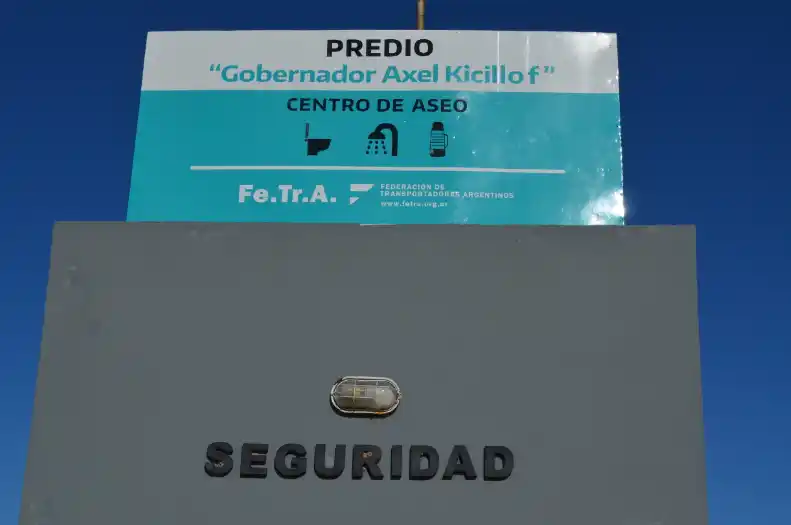 PREDIO
“Gobernador Axel Kicillof”
CENTRO DE ASEO
Fe.Tr.A.
FEDERACIÓN DE
TRANSPORTADORES ARGENTINOS
www.fetra.org.ar
SEGURIDAD